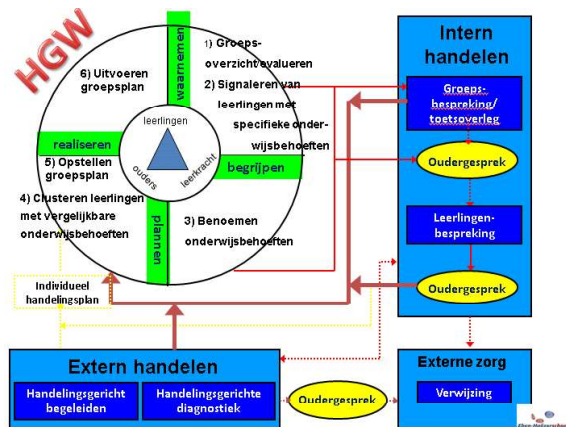 HGW
waarnemen
1) Groeps-
overzicht/evalueren
2) Signaleren van
leerlingen met
specifieke onder-
wijsbehoeften
6) Uitvoeren
groepsplan
leerlingen
ouders
leerkracht
realiseren
begrijpen
plannen
5) Opstellen
groepsplan
4) Clusteren leerlingen
met vergelijkbare
onderwijsbehoeften
3) Benoemen
onderwijsbehoeften
Individueel
handelingsplan
Intern
handelen
Groeps-
bespreking/
toetsoverleg
Oudergesprek
Leerlingen-
bespreking
Oudergesprek
Extern handelen
Handelingsgericht
begeleiden
Handelingsgerichte
diagnostiek
Oudergesprek
Externe zorg
Verwijzing